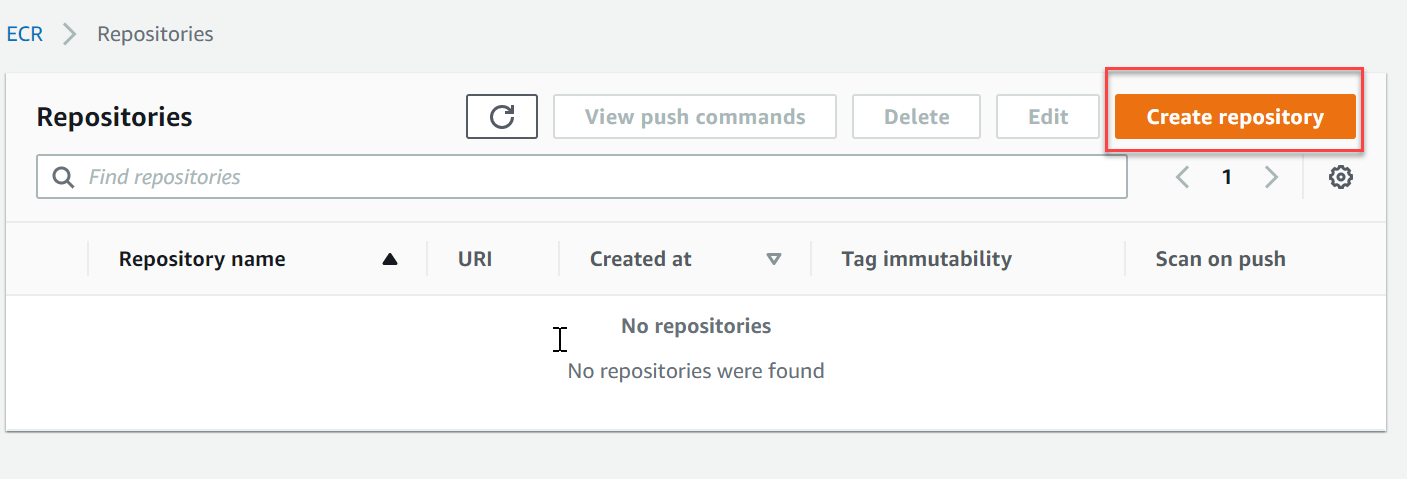 ECR > Repositories
Repositories View push commands Delete Edit Create repository
Find repositories 1
Repository name URI Created at Tag immutability Scan on push
No repositories
No repositories were found